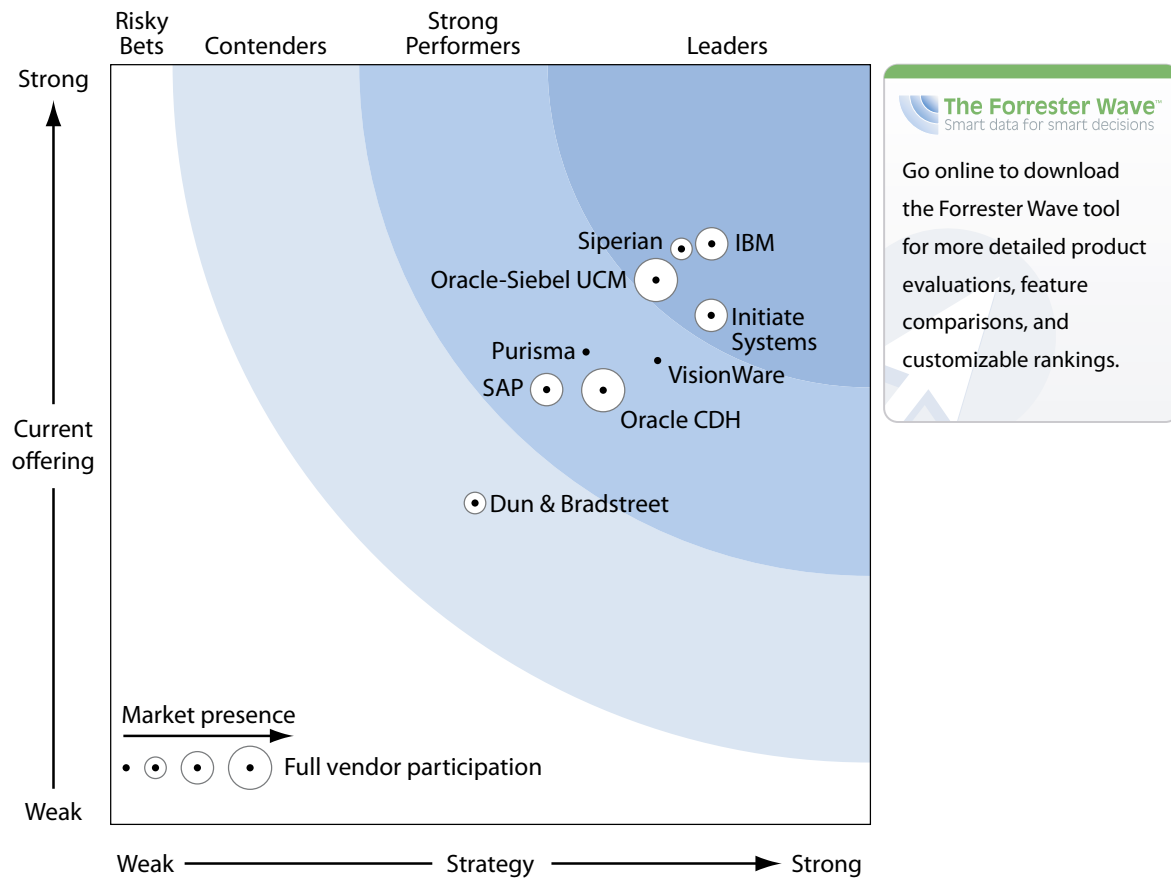 Risky
Bets
Contenders
Strong
Performers
Leaders
Strong
The Forrester Wave™
Smart data for smart decisions
Go online to download
the Forrester Wave tool
for more detailed product
evaluations, feature
comparisons, and
customizable rankings.
Siperian
IBM
Oracle-Siebel UCM
Initiate
Systems
Purisma
VisionWare
SAP
Oracle CDH
Current
offering
Dun & Bradstreet
Market presence
Full vendor participation
Weak
Weak
Strategy
Strong